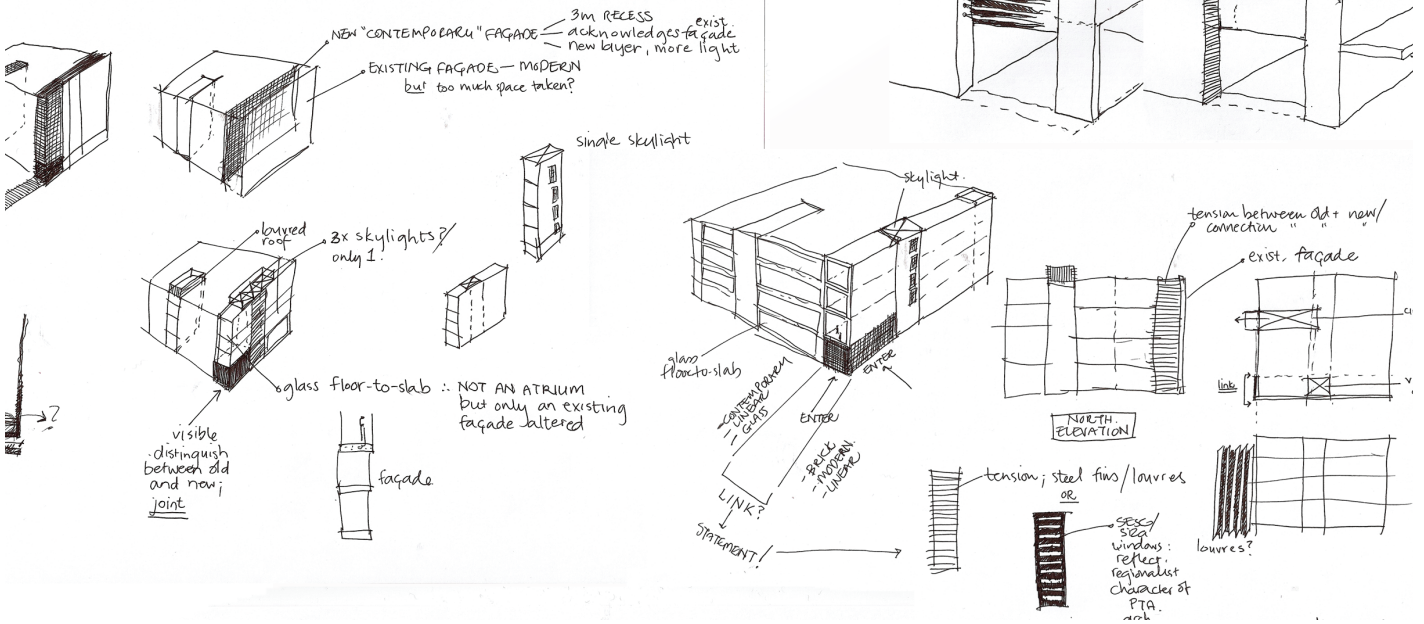 NEW "CONTEMPORARY" FAÇADE
3m RECESS
exist.
acknowledges façade
new layer, more light
EXISTING FAÇADE — MODERN
but too much space taken?
single skylight
louvred
roof
3x skylights?/
only 1.
glass floor-to-slab ∴ NOT AN ATRIUM
but only an existing
façade altered
?
visible
distinguish
between old
and new;
joint
façade
skylight.
glass
floor-to-slab
ENTER
ENTER
- CONTEMPORARY
- LINEAR
- GLASS
- BRICK
- MODERN
- LINEAR
LINK?
STATEMENT!
tension between old + new/
connection " " "
exist. façade
link
NORTH
ELEVATION
tension; steel fins/louvres
OR
louvres?
windows:
reflect.
regionalist
character of
PTA.
arch